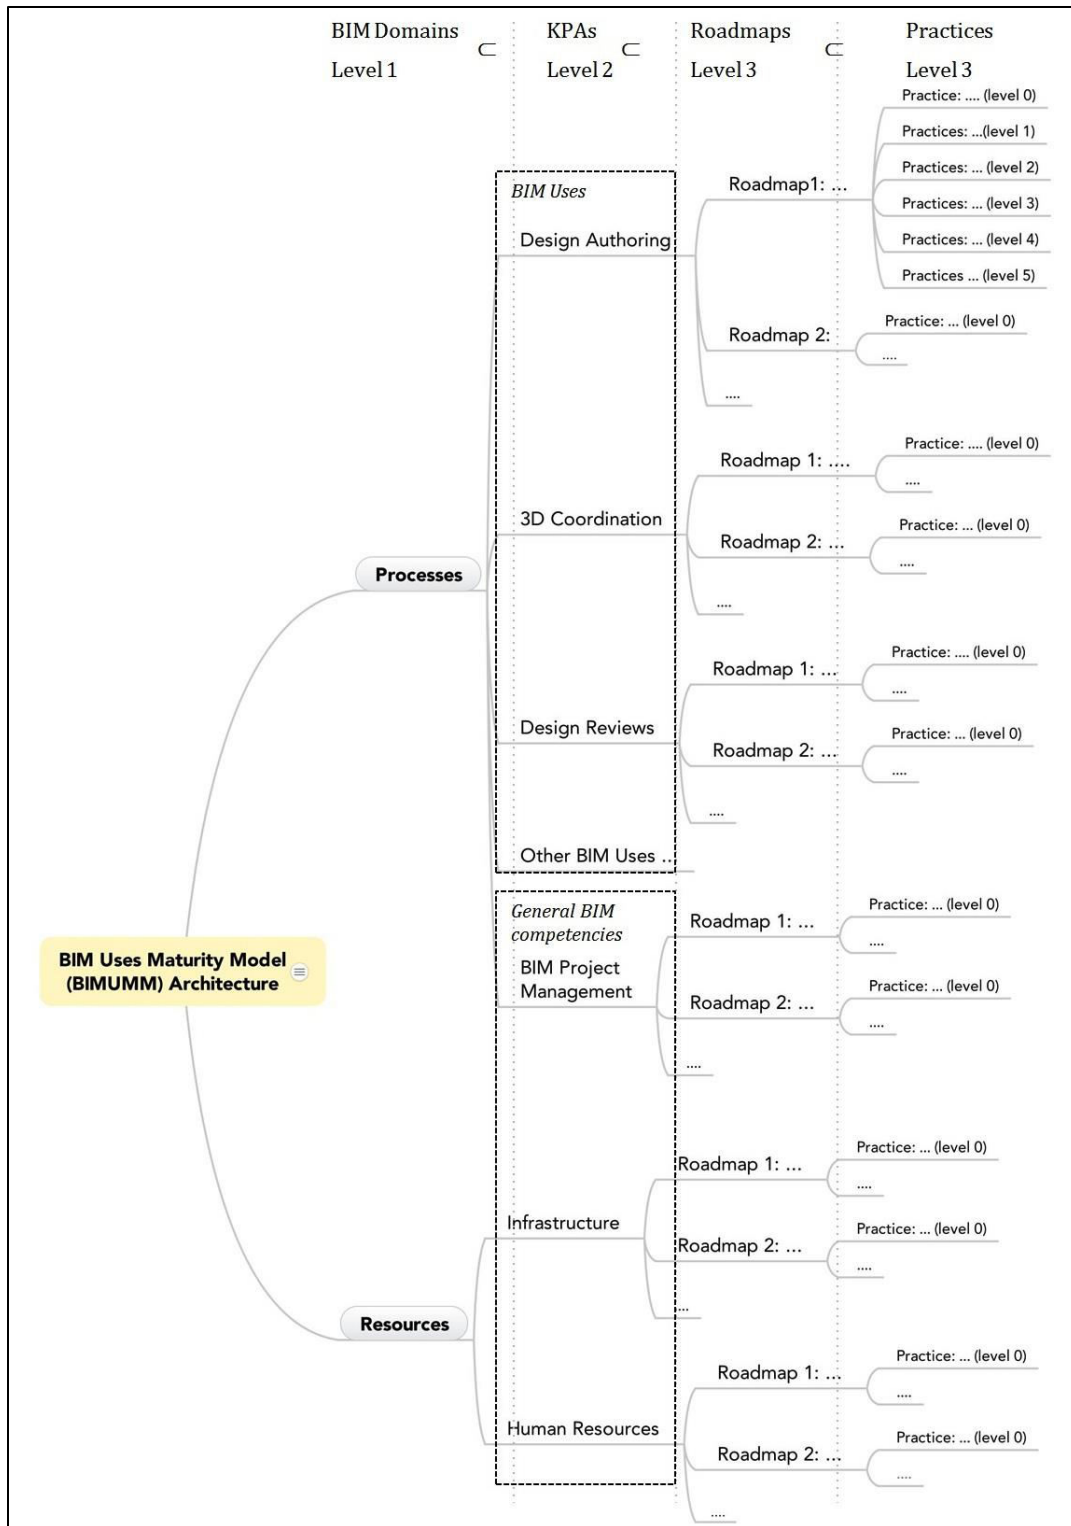 BIM Domains ⊂ KPAs ⊂ Roadmaps ⊂ Practices
Level 1 Level 2 Level 3 Level 3
Practice: .... (level 0)
Practices: ...(level 1)
Practices: ... (level 2)
Roadmap1: ...
BIM Uses
Practices: ... (level 3)
Design Authoring
Practices: ... (level 4)
Practices ... (level 5)
Practice: ... (level 0)
Roadmap 2:
....
....
Practice: .... (level 0)
Roadmap 1: ....
....
3D Coordination
Practice: ... (level 0)
Roadmap 2: ...
....
Processes
....
Practice: .... (level 0)
Roadmap 1: ...
....
Design Reviews
Practice: ... (level 0)
Roadmap 2: ...
....
....
Other BIM Uses ..
General BIM
competencies
Practice: ... (level 0)
Roadmap 1: ...
....
BIM Uses Maturity Model
(BIMUMM) Architecture
BIM Project
Management
Practice: ... (level 0)
Roadmap 2: ...
....
....
Practice: ... (level 0)
Roadmap 1: ...
....
Infrastructure
Practice: ... (level 0)
Roadmap 2: ...
....
...
Resources
Practice: ... (level 0)
Roadmap 1: ...
....
Human Resources
Practice: ... (level 0)
Roadmap 2: ...
....
....